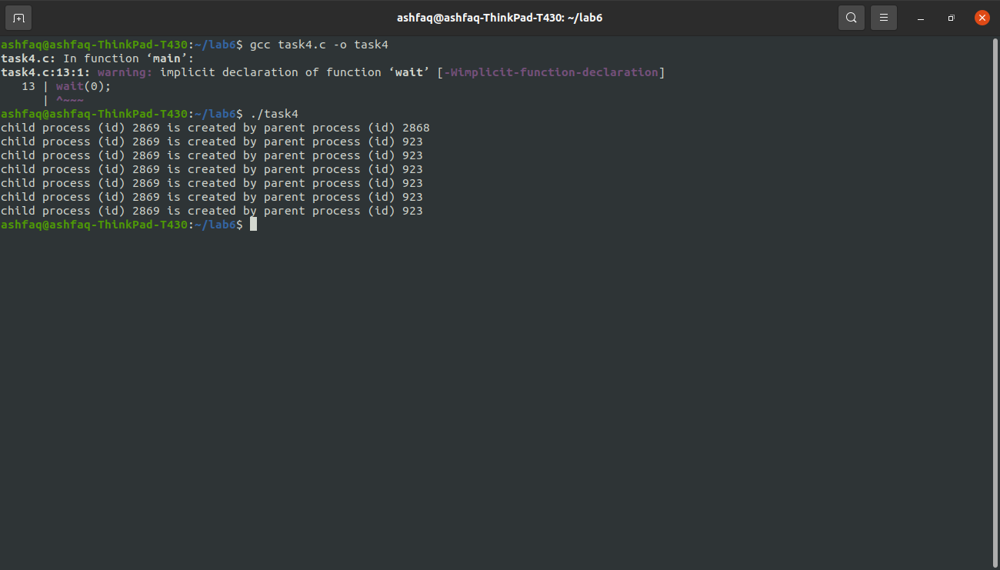 ashfaq@ashfaq-ThinkPad-T430: ~/lab6
ashfaq@ashfaq-ThinkPad-T430:~/lab6$ gcc task4.c -o task4
task4.c: In function ‘main’:
task4.c:13:1: warning: implicit declaration of function ‘wait’ [-Wimplicit-function-declaration]
   13 | wait(0);
      | ^~~~
ashfaq@ashfaq-ThinkPad-T430:~/lab6$ ./task4
child process (id) 2869 is created by parent process (id) 2868
child process (id) 2869 is created by parent process (id) 923
child process (id) 2869 is created by parent process (id) 923
child process (id) 2869 is created by parent process (id) 923
child process (id) 2869 is created by parent process (id) 923
child process (id) 2869 is created by parent process (id) 923
child process (id) 2869 is created by parent process (id) 923
ashfaq@ashfaq-ThinkPad-T430:~/lab6$